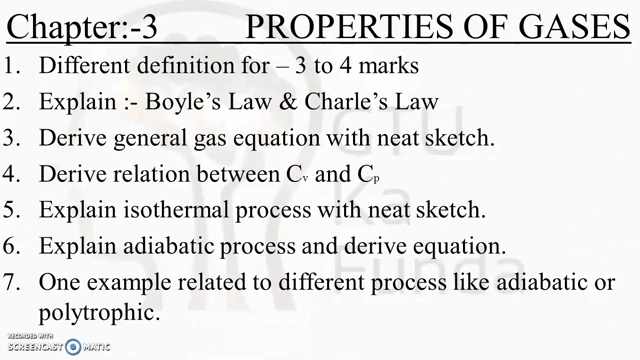 Chapter:-3 PROPERTIES OF GASES
1. Different definition for – 3 to 4 marks
2. Explain :- Boyle’s Law & Charle’s Law
3. Derive general gas equation with neat sketch.
4. Derive relation between Cv and Cp
5. Explain isothermal process with neat sketch.
6. Explain adiabatic process and derive equation.
7. One example related to different process like adiabatic or
polytrophic.
GTU
Ka
Funda
RECORDED WITH
SCREENCAST MATIC